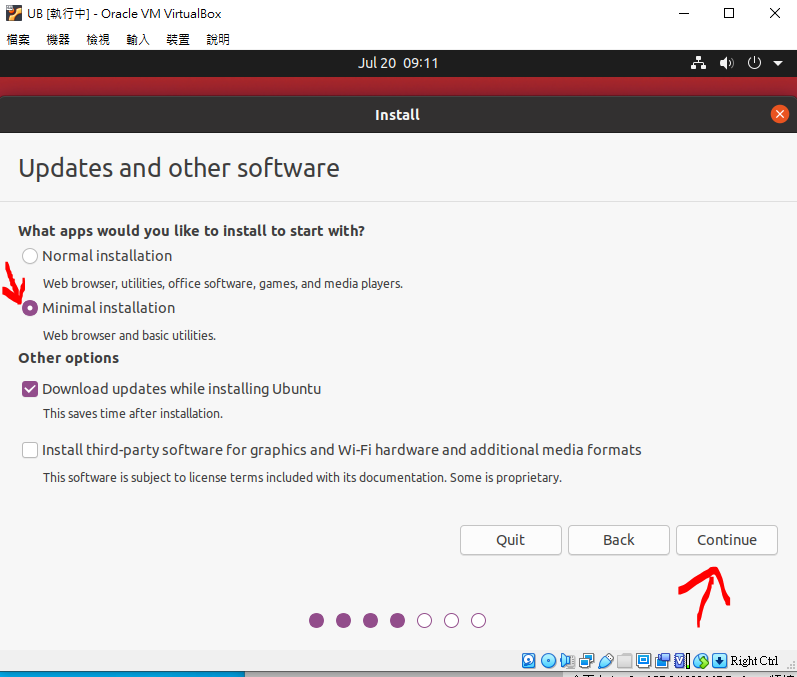 UB [執行中] - Oracle VM VirtualBox
檔案 機器 檢視 輸入 裝置 說明
Jul 20 09:11
Install
Updates and other software
What apps would you like to install to start with?
Normal installation
Web browser, utilities, office software, games, and media players.
Minimal installation
Web browser and basic utilities.
Other options
Download updates while installing Ubuntu
This saves time after installation.
Install third-party software for graphics and Wi-Fi hardware and additional media formats
This software is subject to license terms included with its documentation. Some is proprietary.
Quit Back Continue
Right Ctrl